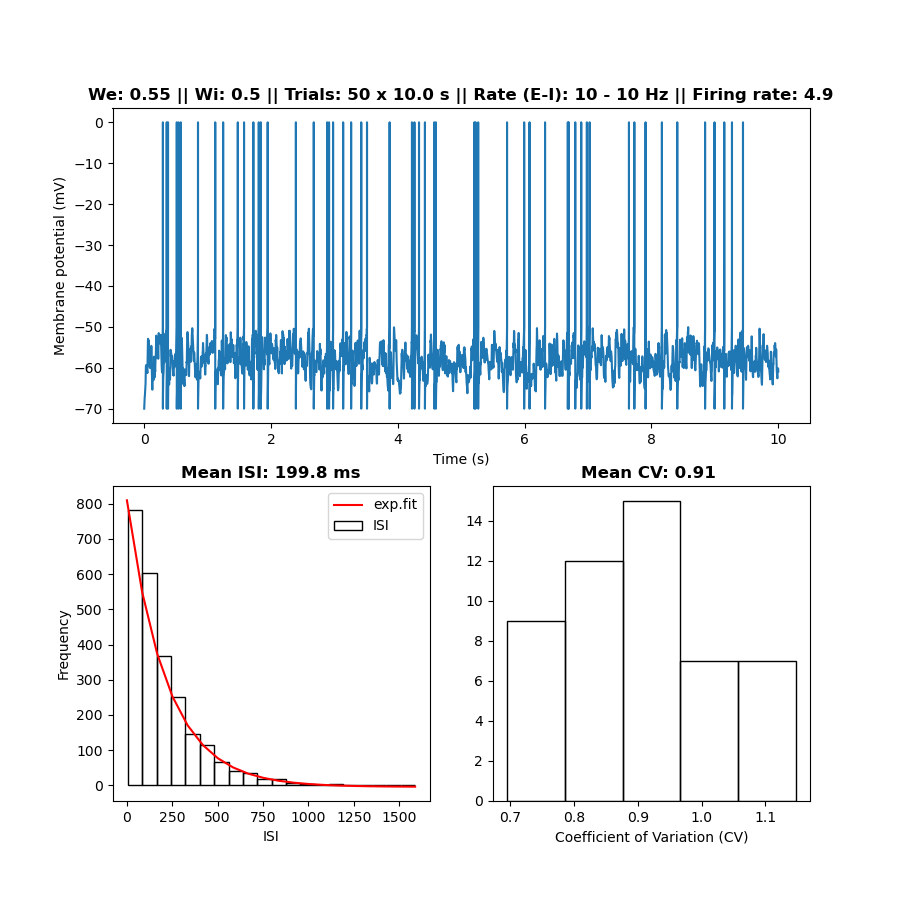 We: 0.55 || Wi: 0.5 || Trials: 50 x 10.0 s || Rate (E-I): 10 - 10 Hz || Firing rate: 4.9
0
−10
−20
−30
−40
−50
−60
−70
Membrane potential (mV)
0 2 4 6 8 10
Time (s)
Mean ISI: 199.8 ms
800
700
600
500
400
300
200
100
0
Frequency
exp.fit
ISI
0 250 500 750 1000 1250 1500
ISI
Mean CV: 0.91
14
12
10
8
6
4
2
0
0.7 0.8 0.9 1.0 1.1
Coefficient of Variation (CV)